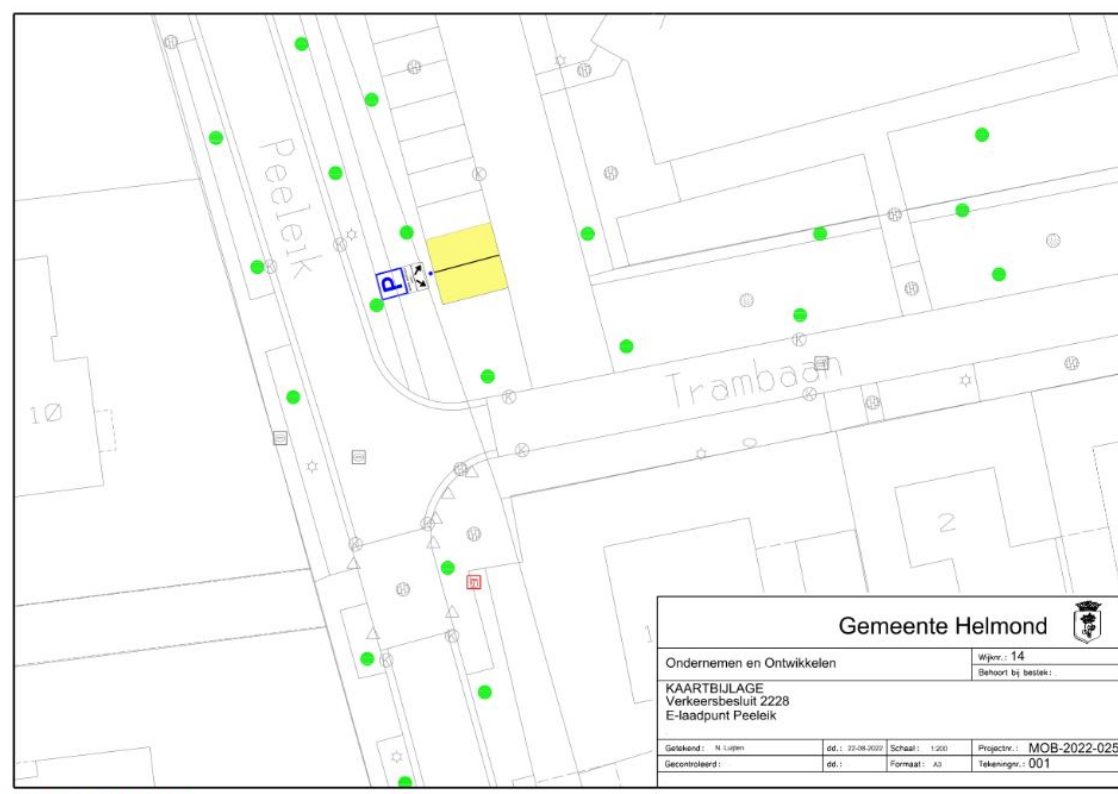 Peeleik
P
Trambaan
10
2
Gemeente Helmond
Ondernemen en Ontwikkelen
Wijknr.: 14
Behoort bij bestek:
KAARTBIJLAGE
Verkeersbesluit 2228
E-laadpunt Peeleik
Getekend: N. Luijten dd.: 22-08-2022 Schaal: 1:200 Projectnr.: MOB-2022-025
Gecontroleerd: dd.: Formaat: A3 Tekeningnr.: 001